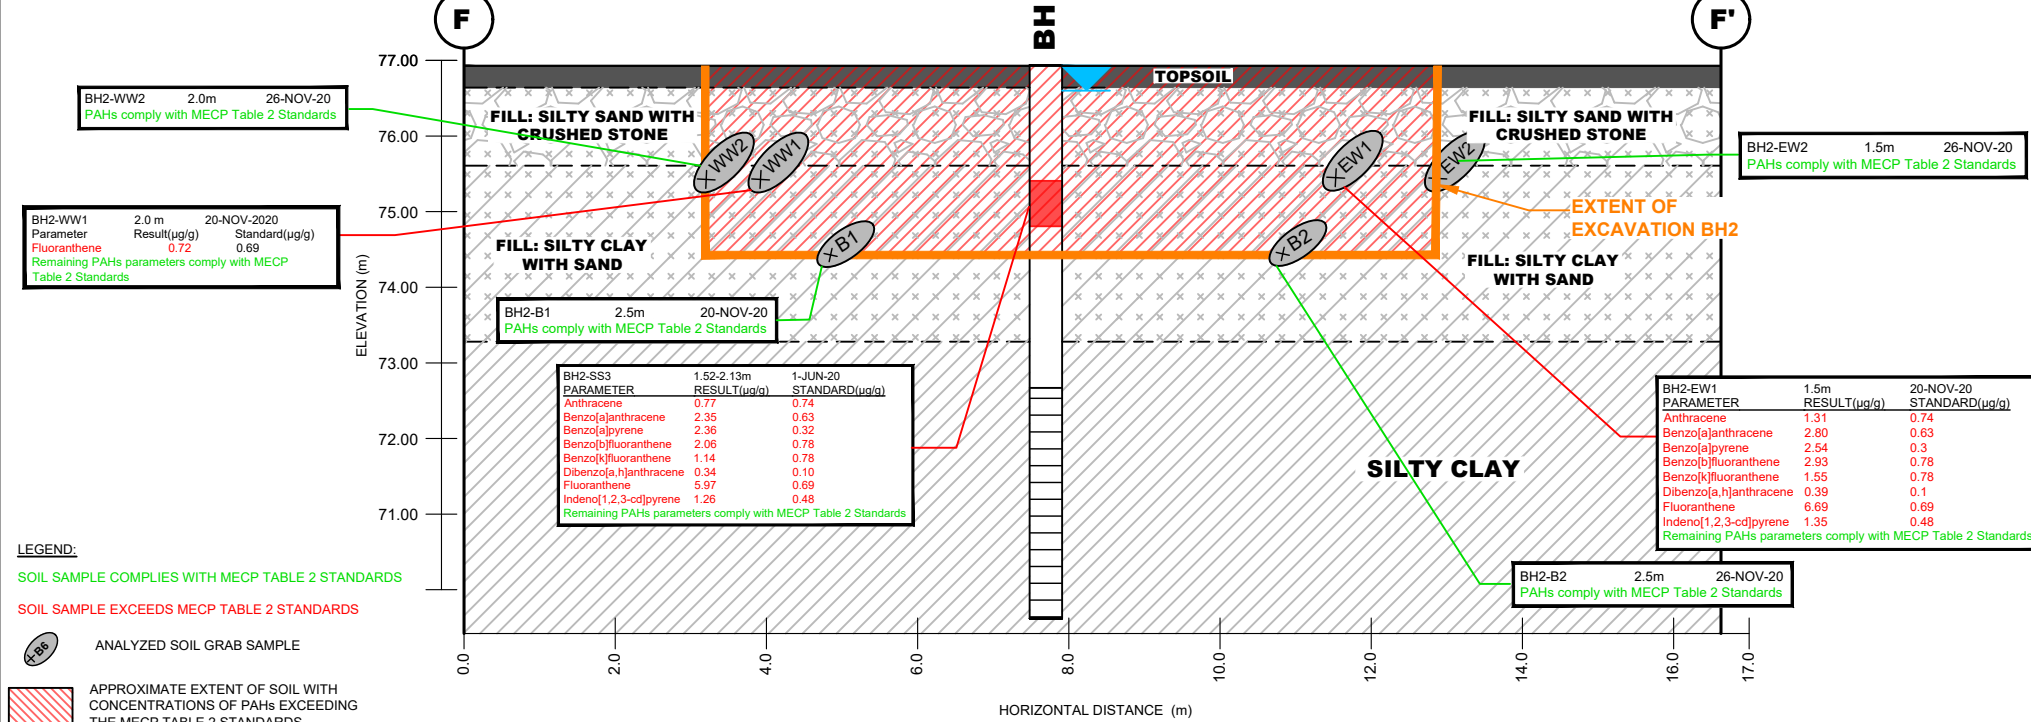 F
BH
F'
77.00
76.00
75.00
74.00
73.00
72.00
71.00
ELEVATION (m)
TOPSOIL
FILL: SILTY SAND WITH
CRUSHED STONE
FILL: SILTY SAND WITH
CRUSHED STONE
WW2
WW1
EW1
EW2
B1
B2
FILL: SILTY CLAY
WITH SAND
FILL: SILTY CLAY
WITH SAND
EXTENT OF
EXCAVATION BH2
SILTY CLAY
BH2-WW2 2.0m 26-NOV-20
PAHs comply with MECP Table 2 Standards
BH2-WW1 2.0 m 20-NOV-2020
Parameter Result(µg/g) Standard(µg/g)
Fluoranthene 0.72 0.69
Remaining PAHs parameters comply with MECP
Table 2 Standards
BH2-B1 2.5m 20-NOV-20
PAHs comply with MECP Table 2 Standards
BH2-SS3 1.52-2.13m 1-JUN-20
PARAMETER RESULT(µg/g) STANDARD(µg/g)
Anthracene 0.77 0.74
Benzo[a]anthracene 2.35 0.63
Benzo[a]pyrene 2.36 0.32
Benzo[b]fluoranthene 2.06 0.78
Benzo[k]fluoranthene 1.14 0.78
Dibenzo[a,h]anthracene 0.34 0.10
Fluoranthene 5.97 0.69
Indeno[1,2,3-cd]pyrene 1.26 0.48
Remaining PAHs parameters comply with MECP Table 2 Standards
BH2-EW2 1.5m 26-NOV-20
PAHs comply with MECP Table 2 Standards
BH2-EW1 1.5m 20-NOV-20
PARAMETER RESULT(µg/g) STANDARD(µg/g)
Anthracene 1.31 0.74
Benzo[a]anthracene 2.80 0.63
Benzo[a]pyrene 2.54 0.3
Benzo[b]fluoranthene 2.93 0.78
Benzo[k]fluoranthene 1.55 0.78
Dibenzo[a,h]anthracene 0.39 0.1
Fluoranthene 6.69 0.69
Indeno[1,2,3-cd]pyrene 1.35 0.48
Remaining PAHs parameters comply with MECP Table 2 Standards
BH2-B2 2.5m 26-NOV-20
PAHs comply with MECP Table 2 Standards
0.0
2.0
4.0
6.0
8.0
10.0
12.0
14.0
16.0
17.0
HORIZONTAL DISTANCE (m)
LEGEND:
SOIL SAMPLE COMPLIES WITH MECP TABLE 2 STANDARDS
SOIL SAMPLE EXCEEDS MECP TABLE 2 STANDARDS
B6
ANALYZED SOIL GRAB SAMPLE
APPROXIMATE EXTENT OF SOIL WITH
CONCENTRATIONS OF PAHs EXCEEDING
THE MECP TABLE 2 STANDARDS